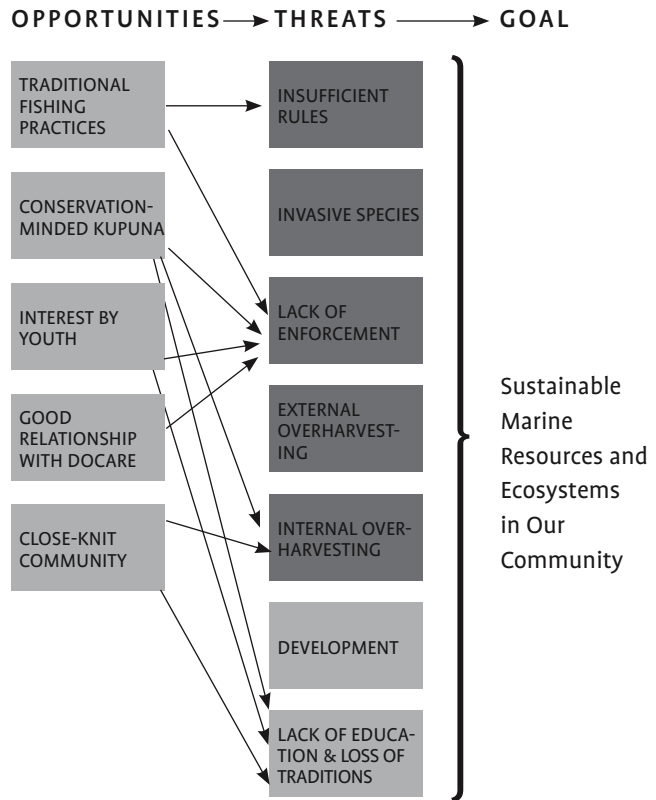 OPPORTUNITIES THREATS GOAL
TRADITIONAL
FISHING
PRACTICES
CONSERVATION-
MINDED KUPUNA
INTEREST BY
YOUTH
GOOD
RELATIONSHIP
WITH DOCARE
CLOSE-KNIT
COMMUNITY
INSUFFICIENT
RULES
INVASIVE SPECIES
LACK OF
ENFORCEMENT
EXTERNAL
OVERHARVEST-
ING
INTERNAL OVER-
HARVESTING
DEVELOPMENT
LACK OF EDUCA-
TION & LOSS OF
TRADITIONS
Sustainable
Marine
Resources and
Ecosystems
in Our
Community